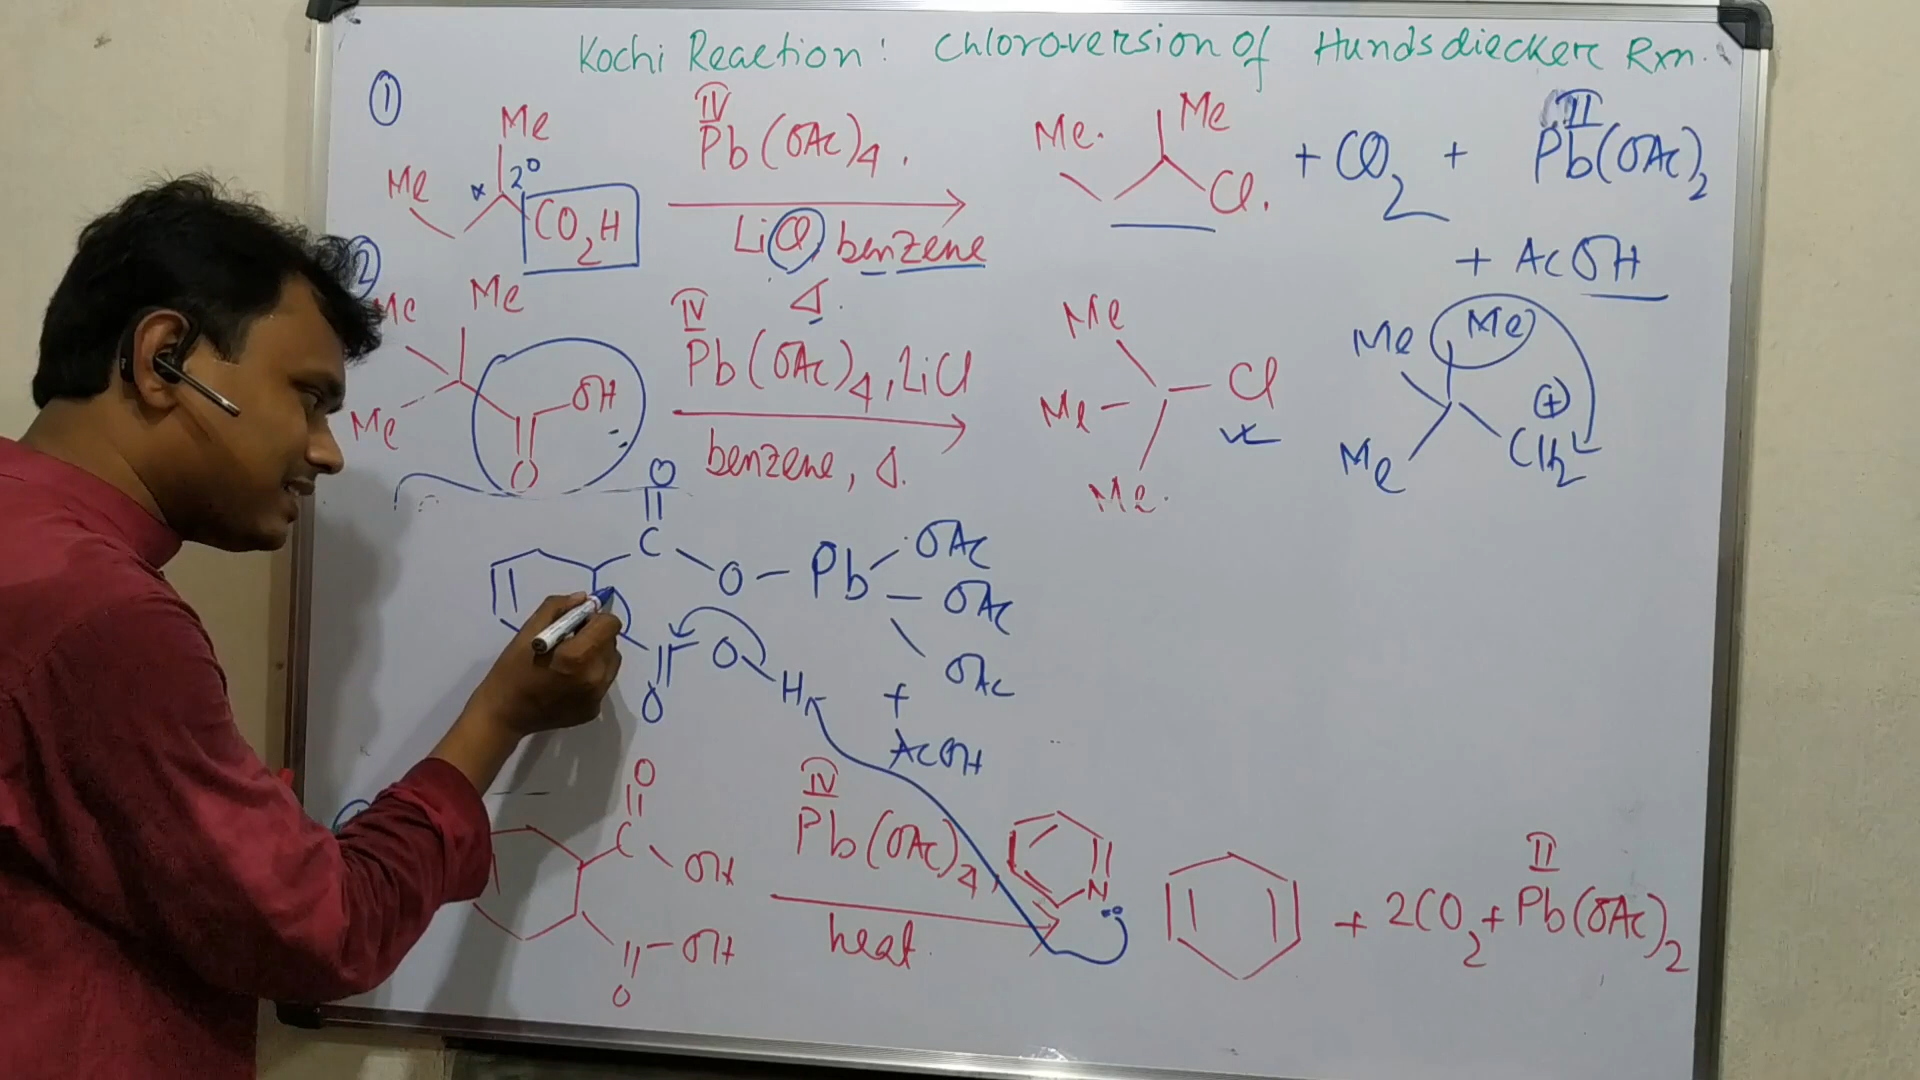 Kochi Reaction: Chloro-version of Hundsdiecker Rxn.
①
Me
Me
α 2°
CO2H
IV
Pb(OAc)4.
LiCl benzene
Δ.
Me.
Me
Cl.
+ CO2 +
II
Pb(OAc)2
+ AcOH
②
Me
Me
Me
OH
O
IV
Pb(OAc)4, LiCl
benzene, Δ.
Me
Me
Me.
Cl
Me
Me
Me
CH2
⊕
O
C
O
Pb
OAc
OAc
OAc
O
O
H
+
AcOH
O
C
OH
OH
O
IV
Pb(OAc)4,
N
heat.
+ 2CO2 +
II
Pb(OAc)2